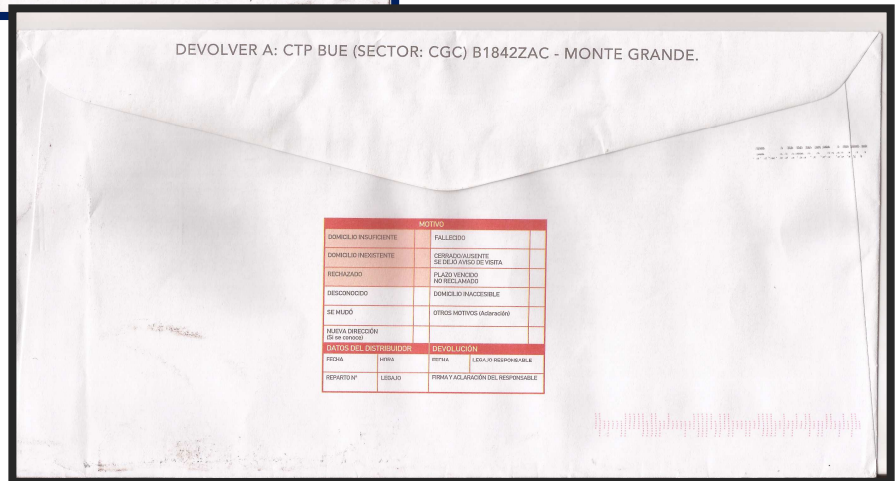 DEVOLVER A: CTP BUE (SECTOR: CGC) B1842ZAC - MONTE GRANDE.
MOTIVO
DOMICILIO INSUFICIENTE FALLECIDO
DOMICILIO INEXISTENTE CERRADO/AUSENTE
SE DEJÓ AVISO DE VISITA
RECHAZADO PLAZO VENCIDO
NO RECLAMADO
DESCONOCIDO DOMICILIO INACCESIBLE
SE MUDÓ OTROS MOTIVOS (Aclaración)
NUEVA DIRECCIÓN
(Si se conoce)
DATOS DEL DISTRIBUIDOR DEVOLUCIÓN
FECHA HORA FECHA LEGAJO RESPONSABLE
REPARTO Nº LEGAJO FIRMA Y ACLARACIÓN DEL RESPONSABLE